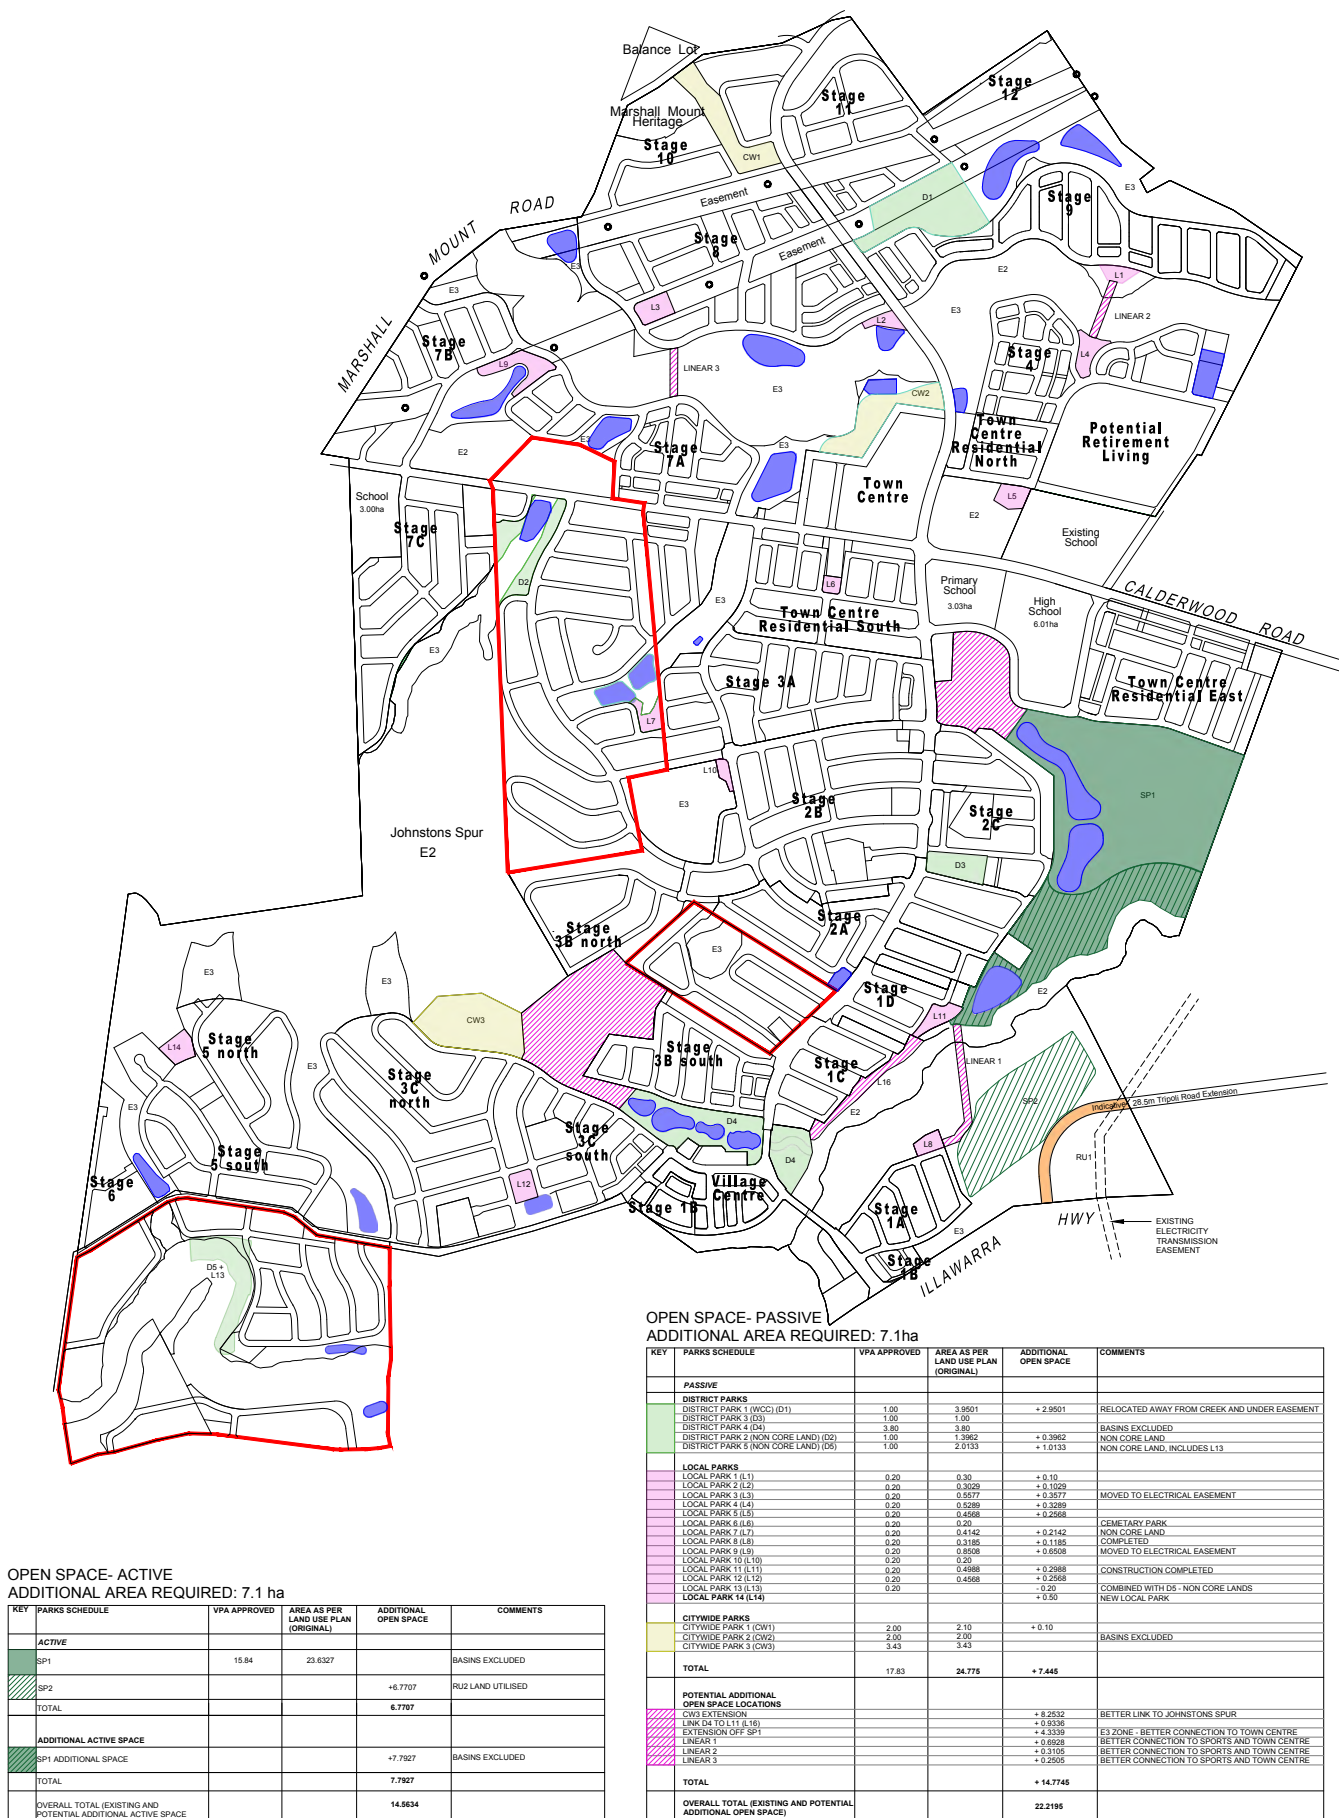 Balance Lot
Marshall Mount
Heritage
Stage
10
Stage
11
Stage
12
CW1
Easement
D1
E3
Stage
9
MARSHALL MOUNT ROAD
Stage
8
Easement
E3
E3
L3
L2
E2
E3
L1
LINEAR 2
Stage
7B
L9
LINEAR 3
E3
CW2
Stage
4
L4
E2
E3
Stage
7A
E3
Town
Centre
Town
Centre
Residential
North
Potential
Retirement
Living
School
3.00ha
Stage
7C
L5
E2
Existing
School
D2
E3
L6
Primary
School
3.03ha
High
School
6.01ha
CALDERWOOD ROAD
Town Centre
Residential South
E3
Stage 3A
Town Centre
Residential East
L7
L10
E3
Stage
2B
Stage
2C
SP1
Johnstons Spur
E2
D3
Stage
3B north
Stage
2A
E3
E3
E3
CW3
Stage
1D
E2
L11
L14
Stage
5 north
E3
Stage
3C
north
Stage
3B south
Stage
1C
L16
LINEAR 1
E2
SP2
Indicative 28.5m Tripoli Road Extension
E3
D4
Stage
3C
south
L8
RU1
Stage
5 south
D4
Stage
6
L12
Village
Centre
Stage 1B
Stage
1A
E3
HWY
ILLAWARRA
Stage
1B
EXISTING
ELECTRICITY
TRANSMISSION
EASEMENT
D5 +
L13
OPEN SPACE- PASSIVE
ADDITIONAL AREA REQUIRED: 7.1ha
KEY PARKS SCHEDULE VPA APPROVED AREA AS PER LAND USE PLAN (ORIGINAL) ADDITIONAL OPEN SPACE COMMENTS
PASSIVE
DISTRICT PARKS
DISTRICT PARK 1 (WCC) (D1) 1.00 3.9501 + 2.9501 RELOCATED AWAY FROM CREEK AND UNDER EASEMENT
DISTRICT PARK 3 (D3) 1.00 1.00
DISTRICT PARK 4 (D4) 3.80 3.80 BASINS EXCLUDED
DISTRICT PARK 2 (NON CORE LAND) (D2) 1.00 1.3962 + 0.3962 NON CORE LAND
DISTRICT PARK 5 (NON CORE LAND) (D5) 1.00 2.0133 + 1.0133 NON CORE LAND, INCLUDES L13
LOCAL PARKS
LOCAL PARK 1 (L1) 0.20 0.30 + 0.10
LOCAL PARK 2 (L2) 0.20 0.3029 + 0.1029
LOCAL PARK 3 (L3) 0.20 0.5577 + 0.3577 MOVED TO ELECTRICAL EASEMENT
LOCAL PARK 4 (L4) 0.20 0.5289 + 0.3289
LOCAL PARK 5 (L5) 0.20 0.4568 + 0.2568
LOCAL PARK 6 (L6) 0.20 0.20 CEMETARY PARK
LOCAL PARK 7 (L7) 0.20 0.4142 + 0.2142 NON CORE LAND
LOCAL PARK 8 (L8) 0.20 0.3185 + 0.1185 COMPLETED
LOCAL PARK 9 (L9) 0.20 0.8508 + 0.6508 MOVED TO ELECTRICAL EASEMENT
LOCAL PARK 10 (L10) 0.20 0.20
LOCAL PARK 11 (L11) 0.20 0.4988 + 0.2988 CONSTRUCTION COMPLETED
LOCAL PARK 12 (L12) 0.20 0.4568 + 0.2568
LOCAL PARK 13 (L13) 0.20 - 0.20 COMBINED WITH D5 - NON CORE LANDS
LOCAL PARK 14 (L14) + 0.50 NEW LOCAL PARK
CITYWIDE PARKS
CITYWIDE PARK 1 (CW1) 2.00 2.10 + 0.10
CITYWIDE PARK 2 (CW2) 2.00 2.00 BASINS EXCLUDED
CITYWIDE PARK 3 (CW3) 3.43 3.43
TOTAL 17.83 24.775 + 7.445
POTENTIAL ADDITIONAL
OPEN SPACE LOCATIONS
CW3 EXTENSION + 8.2532 BETTER LINK TO JOHNSTONS SPUR
LINK D4 TO L11 (L16) + 0.9336
EXTENSION OFF SP1 + 4.3339 E3 ZONE - BETTER CONNECTION TO TOWN CENTRE
LINEAR 1 + 0.6928 BETTER CONNECTION TO SPORTS AND TOWN CENTRE
LINEAR 2 + 0.3105 BETTER CONNECTION TO SPORTS AND TOWN CENTRE
LINEAR 3 + 0.2505 BETTER CONNECTION TO SPORTS AND TOWN CENTRE
TOTAL + 14.7745
OVERALL TOTAL (EXISTING AND POTENTIAL
ADDITIONAL OPEN SPACE) 22.2195
OPEN SPACE- ACTIVE
ADDITIONAL AREA REQUIRED: 7.1 ha
KEY PARKS SCHEDULE VPA APPROVED AREA AS PER LAND USE PLAN (ORIGINAL) ADDITIONAL OPEN SPACE COMMENTS
ACTIVE
SP1 15.84 23.6327 BASINS EXCLUDED
SP2 +6.7707 RU2 LAND UTILISED
TOTAL 6.7707
ADDITIONAL ACTIVE SPACE
SP1 ADDITIONAL SPACE +7.7927 BASINS EXCLUDED
TOTAL 7.7927
OVERALL TOTAL (EXISTING AND
POTENTIAL ADDITIONAL ACTIVE SPACE 14.5634